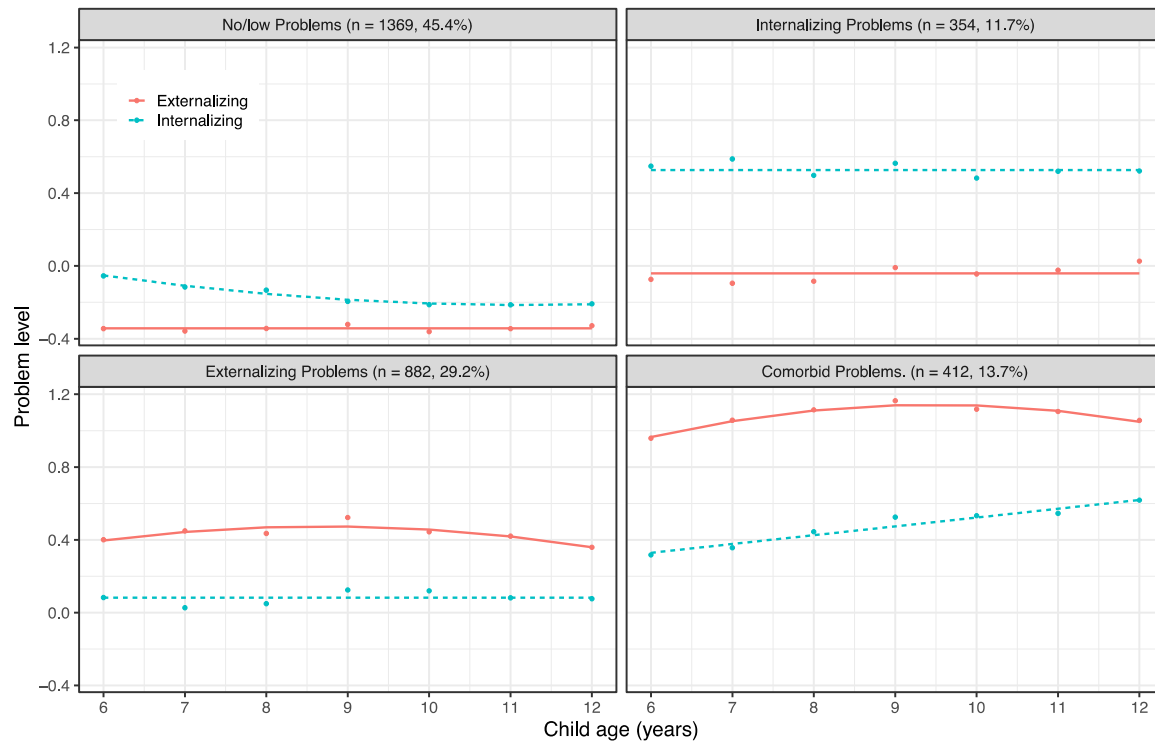 No/low Problems (n = 1369, 45.4%)
Internalizing Problems (n = 354, 11.7%)
1.2
0.8
0.4
0.0
−0.4
Externalizing
Internalizing
Problem level
Externalizing Problems (n = 882, 29.2%)
Comorbid Problems. (n = 412, 13.7%)
1.2
0.8
0.4
0.0
−0.4
6 7 8 9 10 11 12
6 7 8 9 10 11 12
Child age (years)